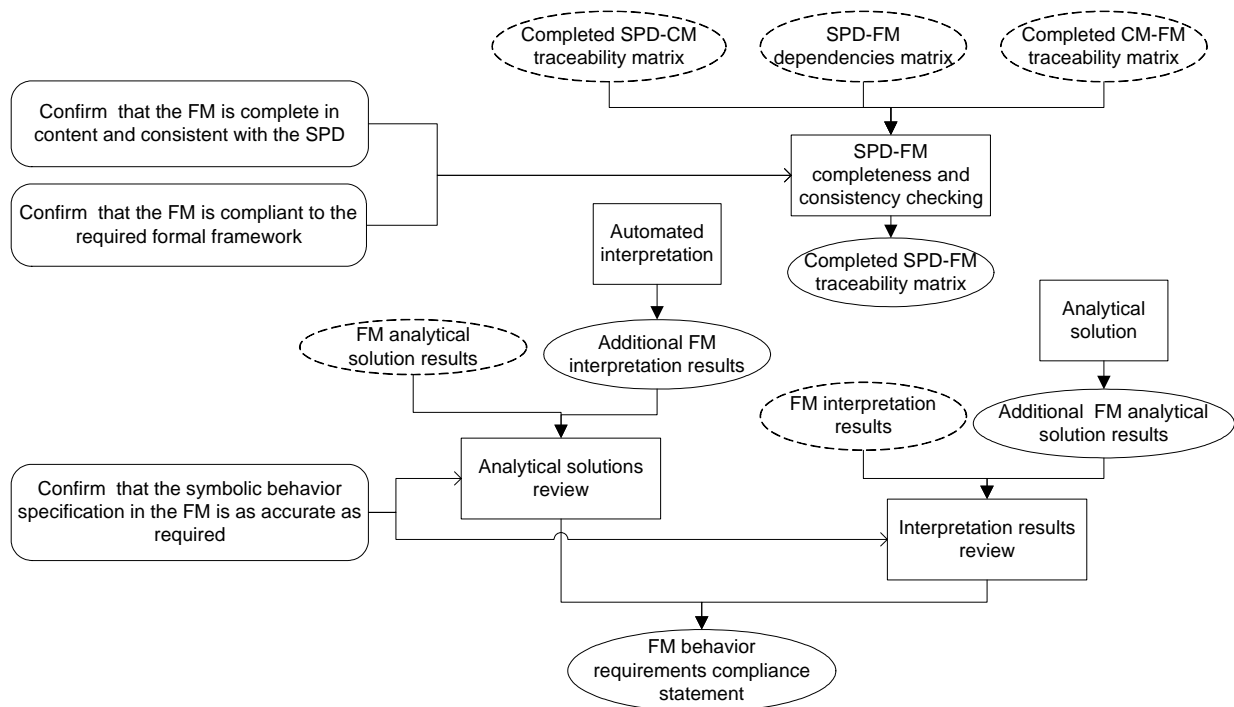 Completed SPD-CM
traceability matrix
SPD-FM
dependencies matrix
Completed CM-FM
traceability matrix
Confirm that the FM is complete in
content and consistent with the SPD
SPD-FM
completeness and
consistency checking
Confirm that the FM is compliant to the
required formal framework
Automated
interpretation
Completed SPD-FM
traceability matrix
Analytical
solution
FM analytical
solution results
Additional FM
interpretation results
FM interpretation
results
Additional FM analytical
solution results
Confirm that the symbolic behavior
specification in the FM is as accurate as
required
Analytical solutions
review
Interpretation results
review
FM behavior
requirements compliance
statement